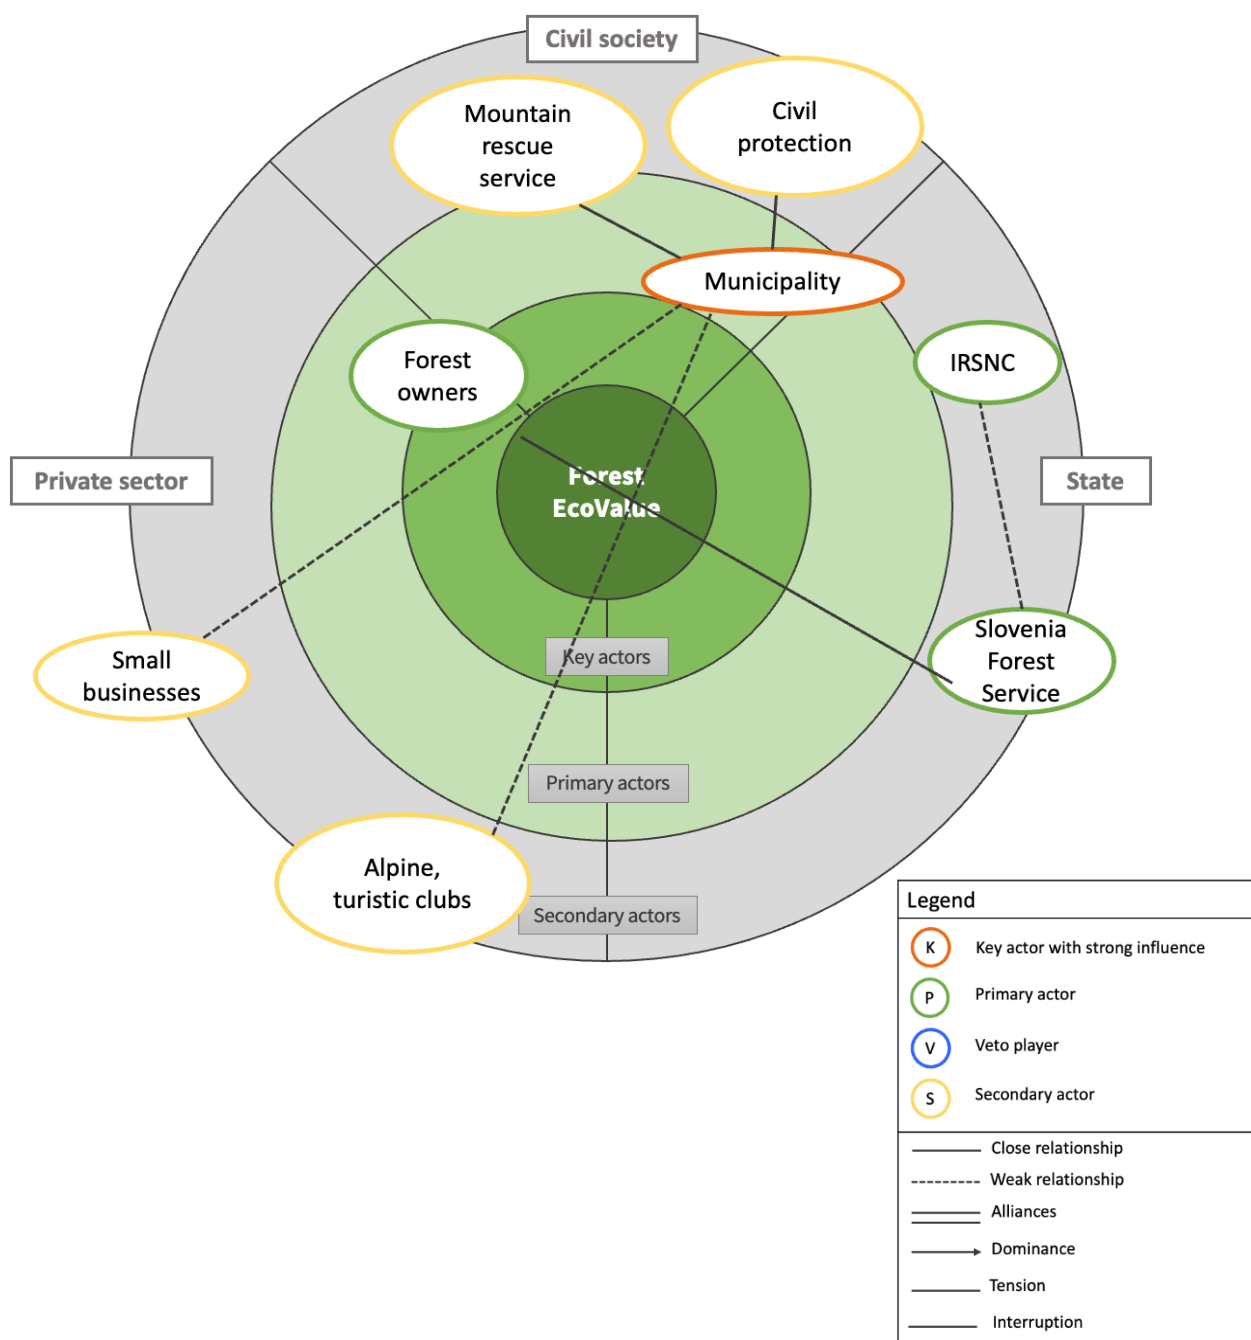 Civil society
Mountain
rescue
service
Civil
protection
Municipality
Forest
owners
IRSNC
Private sector
Forest
EcoValue
State
Small
businesses
Key actors
Slovenia
Forest
Service
Primary actors
Alpine,
turistic clubs
Secondary actors
Legend
K Key actor with strong influence
P Primary actor
V Veto player
S Secondary actor
Close relationship
Weak relationship
Alliances
Dominance
Tension
Interruption